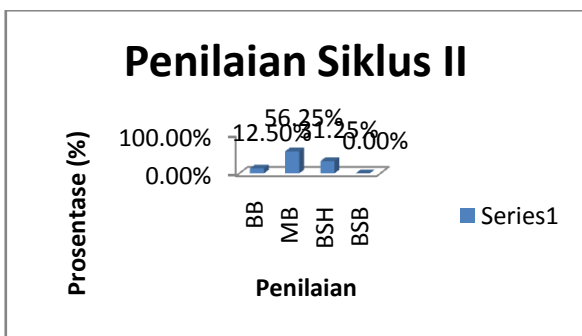 Penilaian Siklus II
Prosentase (%)
100.00%
0.00%
12.50%
56.25%
31.25%
0.00%
BB
MB
BSH
BSB
Series1
Penilaian